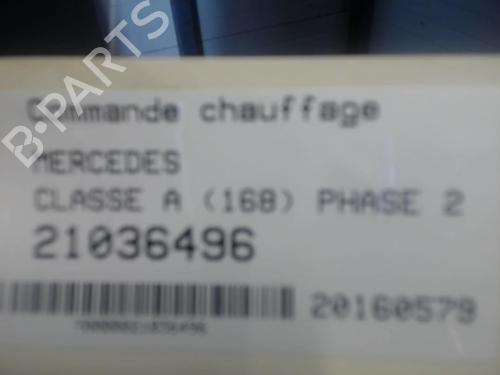 Commande chauffage
MERCEDES
CLASSE A (168) PHASE 2
21036496
20160579
B-PARTS